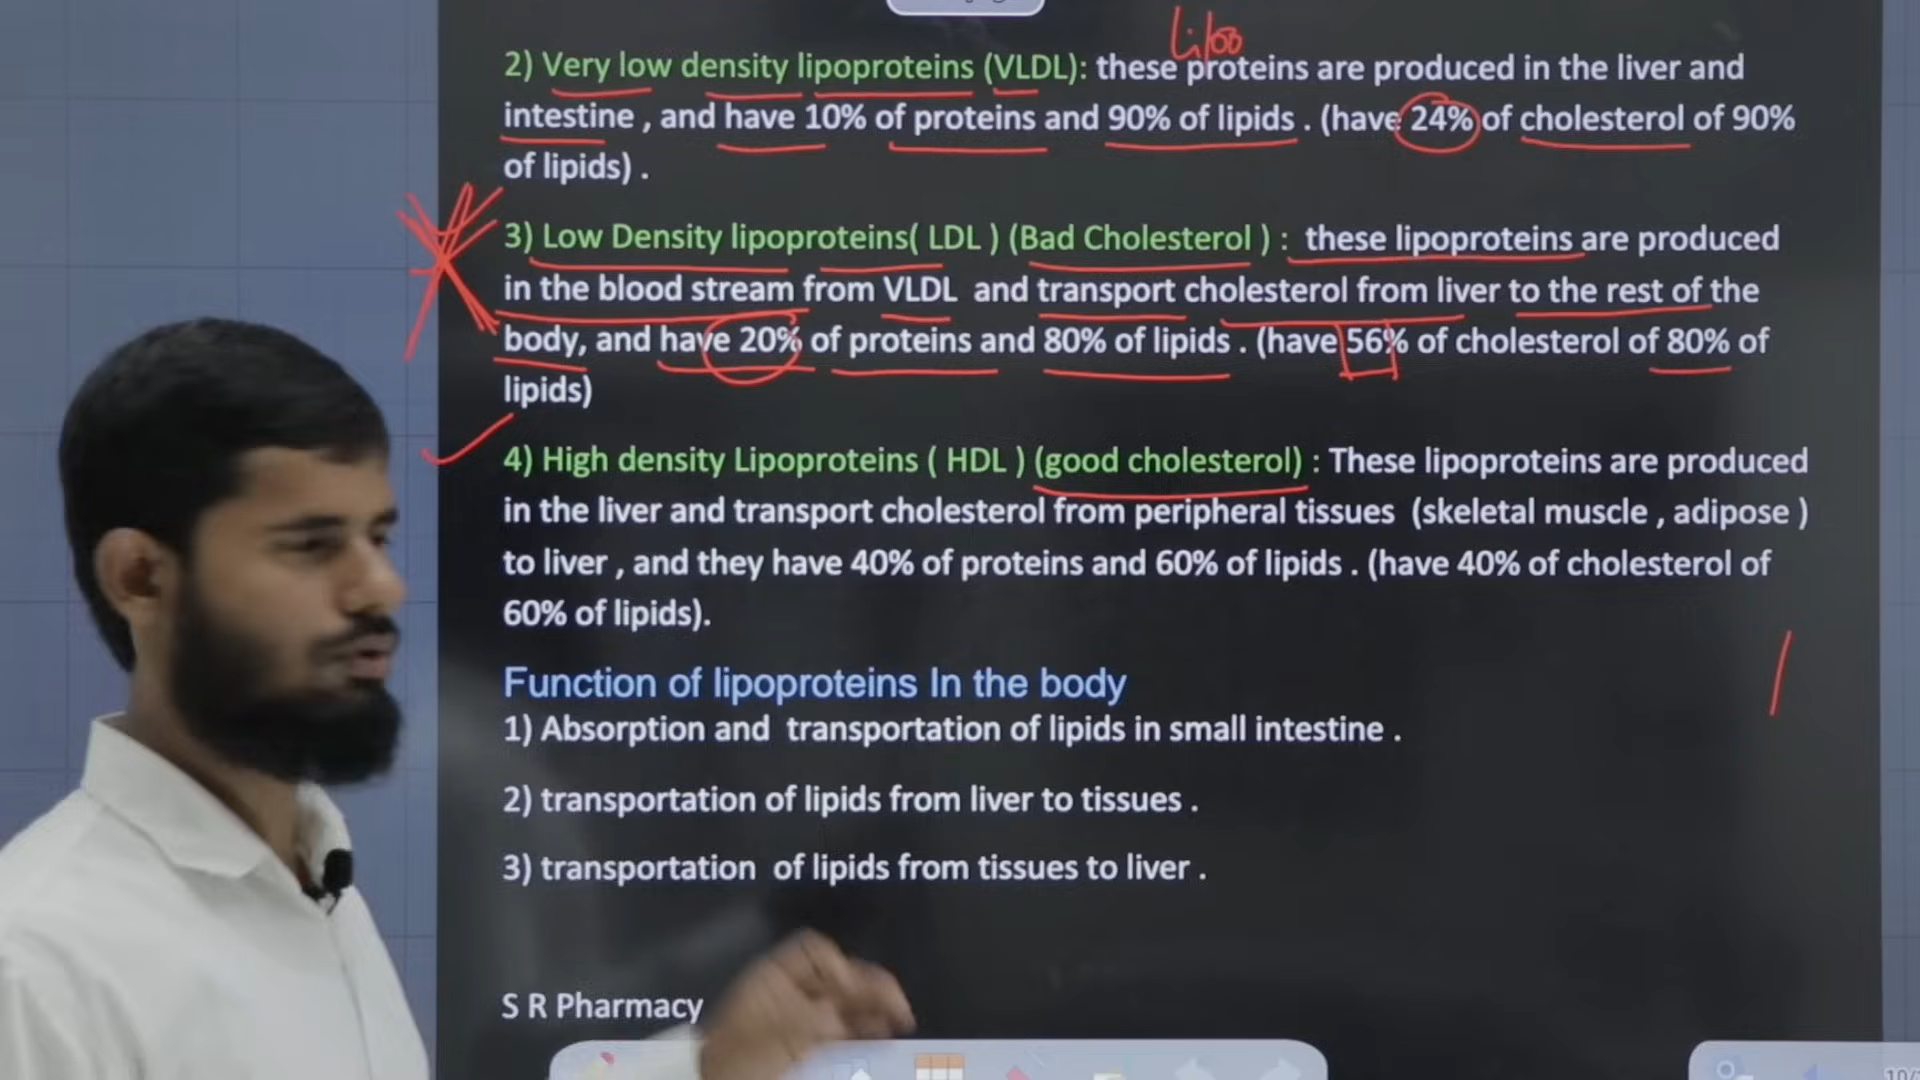 Lipo
2) Very low density lipoproteins (VLDL): these proteins are produced in the liver and
intestine , and have 10% of proteins and 90% of lipids . (have 24% of cholesterol of 90%
of lipids) .
3) Low Density lipoproteins( LDL ) (Bad Cholesterol ) : these lipoproteins are produced
in the blood stream from VLDL and transport cholesterol from liver to the rest of the
body, and have 20% of proteins and 80% of lipids . (have 56% of cholesterol of 80% of
lipids)
4) High density Lipoproteins ( HDL ) (good cholesterol) : These lipoproteins are produced
in the liver and transport cholesterol from peripheral tissues (skeletal muscle , adipose )
to liver , and they have 40% of proteins and 60% of lipids . (have 40% of cholesterol of
60% of lipids).
Function of lipoproteins In the body
1) Absorption and transportation of lipids in small intestine .
2) transportation of lipids from liver to tissues .
3) transportation of lipids from tissues to liver .
S R Pharmacy